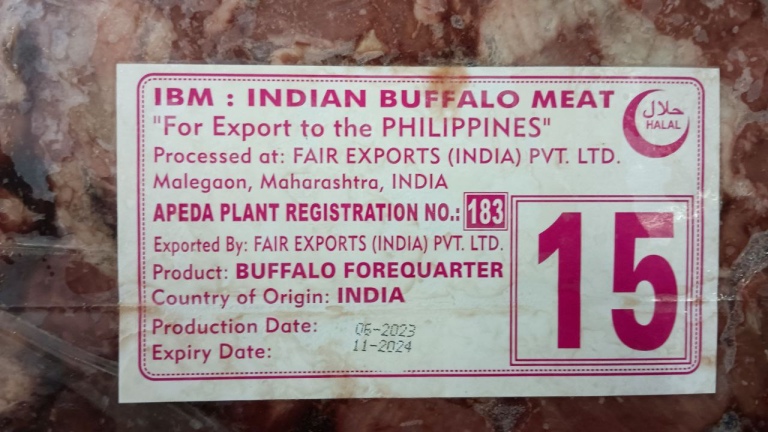 IBM : INDIAN BUFFALO MEAT
حلال
HALAL
"For Export to the PHILIPPINES"
Processed at: FAIR EXPORTS (INDIA) PVT. LTD.
Malegaon, Maharashtra, INDIA
APEDA PLANT REGISTRATION NO.: 183
Exported By: FAIR EXPORTS (INDIA) PVT. LTD.
Product: BUFFALO FOREQUARTER
Country of Origin: INDIA
15
Production Date: 06-2023
Expiry Date: 11-2024